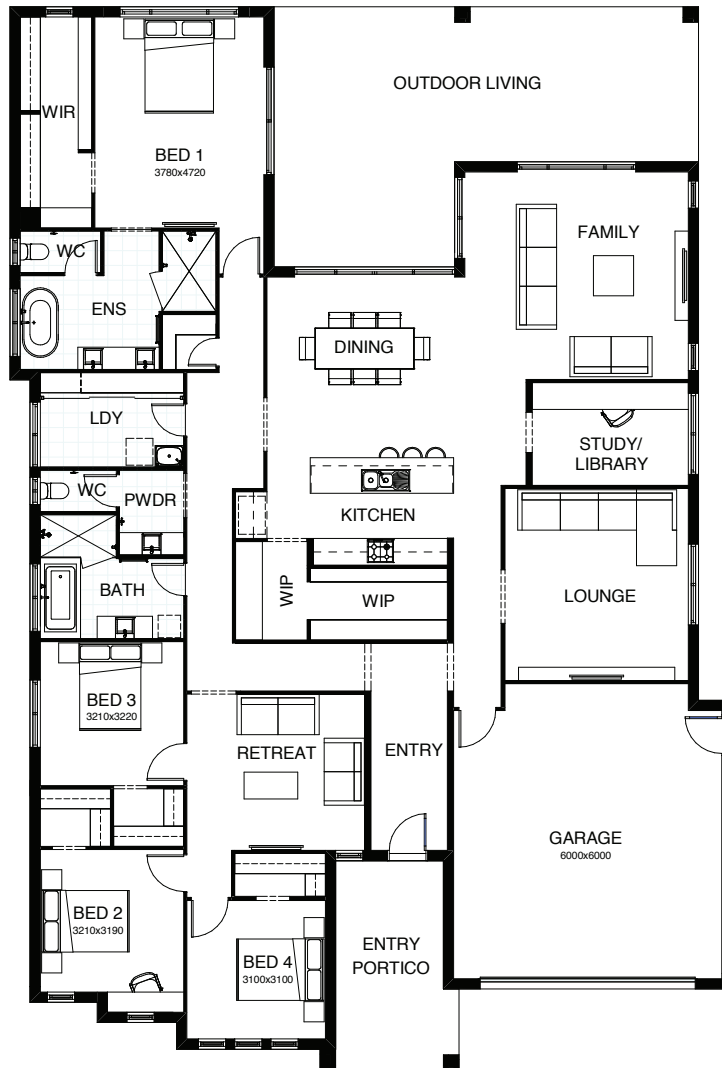 OUTDOOR LIVING
WIR
BED 1
3780x4720
FAMILY
WC
ENS
DINING
LDY
STUDY/
LIBRARY
WC
PWDR
KITCHEN
BATH
WIP
WIP
LOUNGE
BED 3
3210x3220
RETREAT
ENTRY
GARAGE
6000x6000
BED 2
3210x3190
ENTRY
PORTICO
BED 4
3100x3100